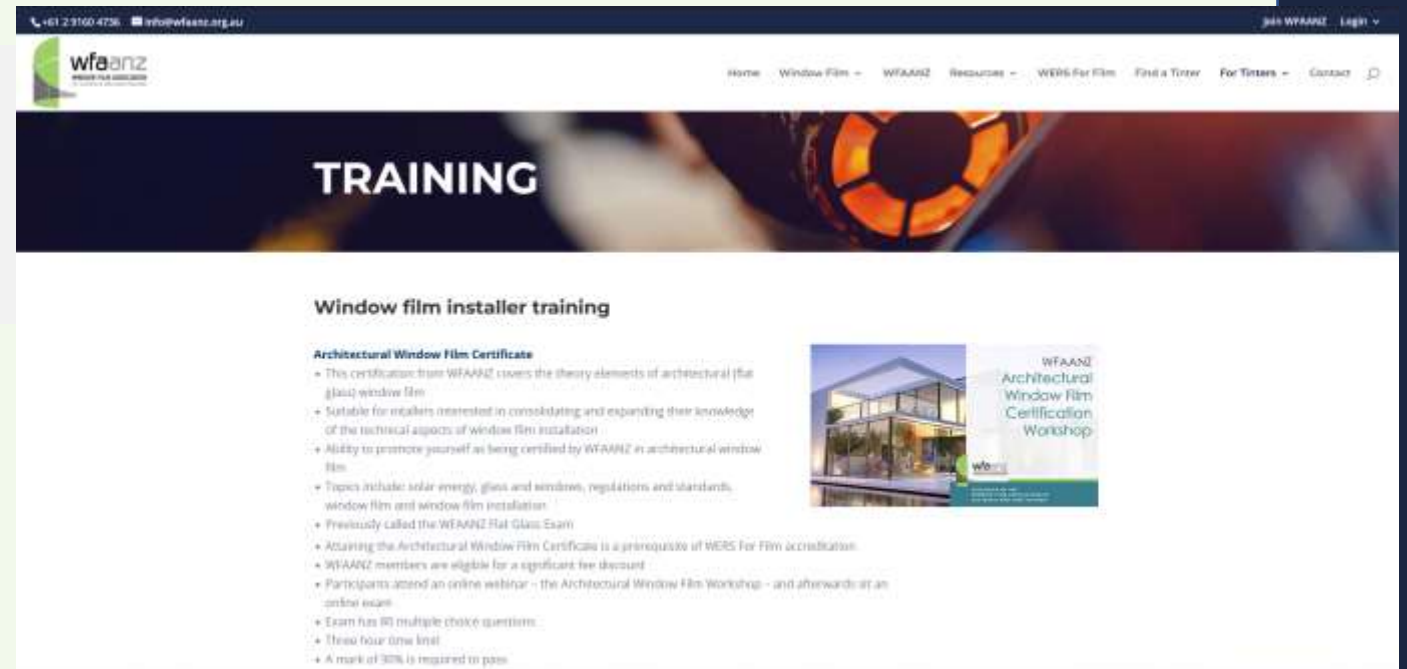 +61 2 9160 4736 info@wfaanz.org.au
Join WFAANZ Login
wfaanz
Home Window Film WFAANZ Resources WERS For Film Find a Tinter For Tinters Contact
TRAINING
Window film installer training
Architectural Window Film Certificate
• This certification from WFAANZ covers the theory elements of architectural (flat
glass) window film
• Suitable for intallers interested in consolidating and expanding their knowledge
of the technical aspects of window film installation
• Ability to promote yourself as being certified by WFAANZ in architectural window
film
• Topics include: solar energy, glass and windows, regulations and standards,
window film and window film installation
• Previously called the WFAANZ Flat Glass Exam
• Attaining the Architectural Window Film Certificate is a prerequisite of WERS For Film accreditation
• WFAANZ members are eligible for a significant fee discount
• Participants attend an online webinar – the Architectural Window Film Workshop – and afterwards sit an
online exam
• Exam has multiple choice questions
• Three hour time limit
• A mark of is required to pass
WFAANZ
Architectural
Window Film
Certification
Workshop
wfaanz